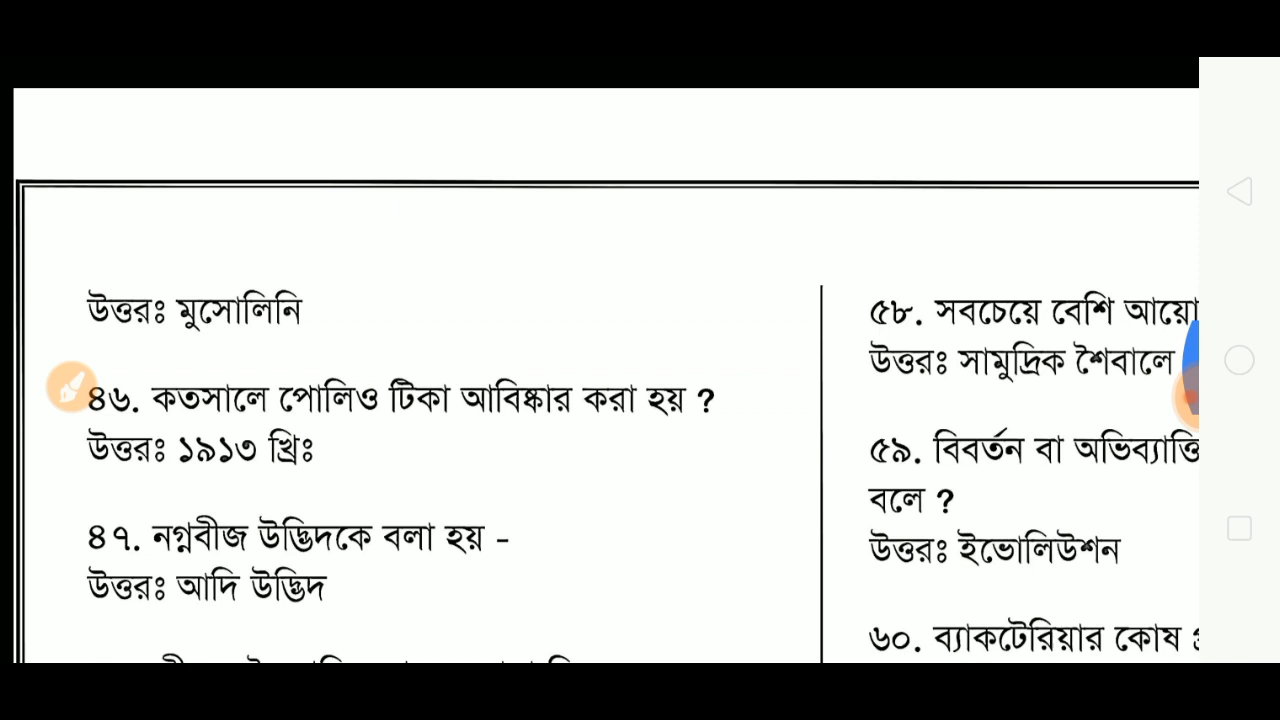 উত্তরঃ মুসোলিনি
৪৬. কতসালে পোলিও টিকা আবিষ্কার করা হয় ?
উত্তরঃ ১৯১৩ খ্রিঃ
৪৭. নগ্নবীজ উদ্ভিদকে বলা হয় -
উত্তরঃ আদি উদ্ভিদ
৫৮. সবচেয়ে বেশি আয়ো
উত্তরঃ সামুদ্রিক শৈবালে
৫৯. বিবর্তন বা অভিব্যাক্তি
বলে ?
উত্তরঃ ইভোলিউশন
৬০. ব্যাকটেরিয়ার কোষ